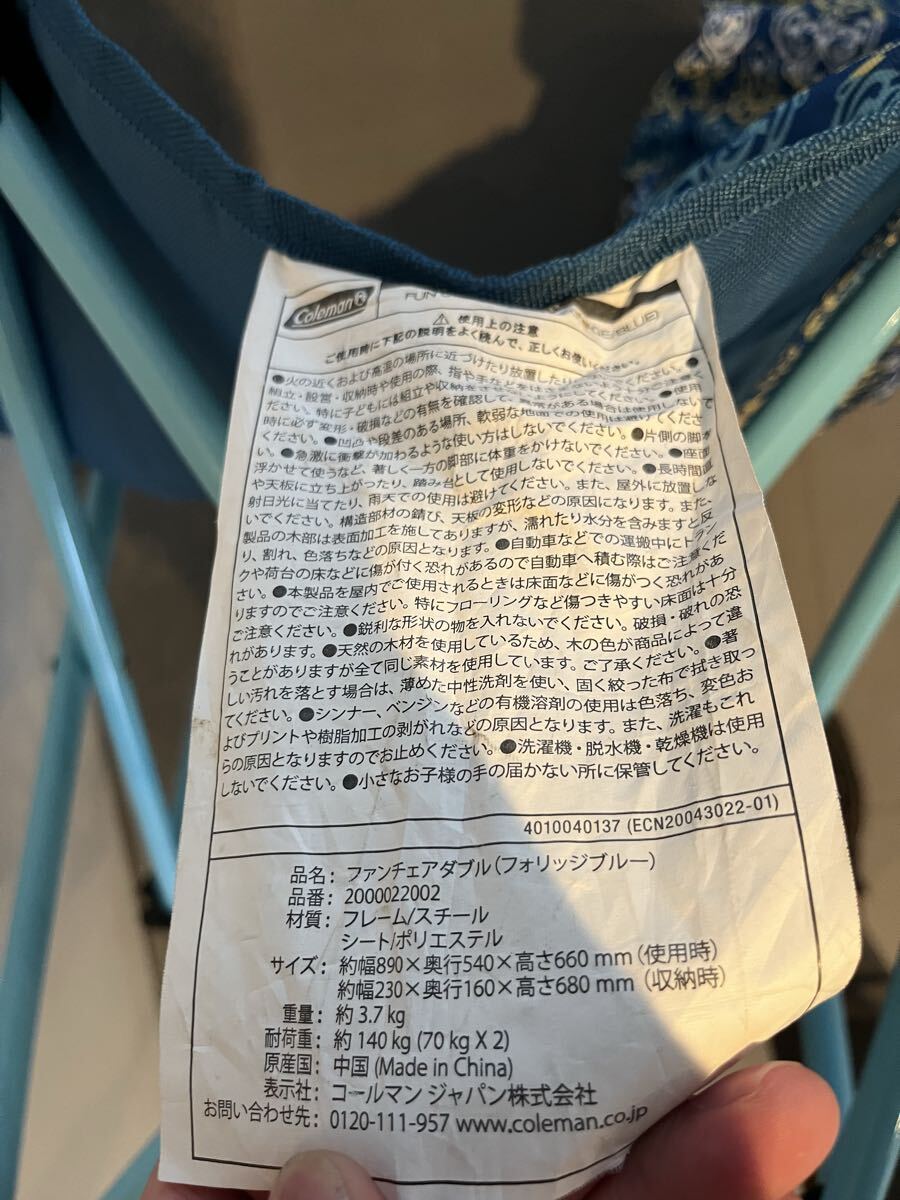 Coleman®
FUN
BLUE)
⚠ 使用上の注意
ご使用前に下記の説明をよく読んで、正しくお使いください。
●火の近くおよび高温の場所に近づけたり放置したり
組立・設営・収納時や使用の際、指や手などを ●使用
ださい。特に子どもには組立や収納を 異常がある場合は使用しないで
時に必ず変形・破損などの有無を確認して、
ください。●凹凸や段差のある場所、軟弱な地面での使用は避けてくださ
い。●急激に衝撃が加わるような使い方はしないでください。●片側の脚を
浮かせて使うなど、著しく一方の脚部に体重をかけないでください。●座面
や天板に立ち上がったり、踏み台として使用しないでください。●長時間直
射日光に当てたり、雨天での使用は避けてください。また、屋外に放置しな
いでください。構造部材の錆び、天板の変形などの原因になります。また、
製品の木部は表面加工を施してありますが、濡れたり水分を含みますと反
り、割れ、色落ちなどの原因となります。●自動車などでの運搬中にトラン
クや荷台の床などに傷が付く恐れがあるので自動車へ積む際はご注意くだ
さい。●本製品を屋内でご使用されるときは床面などに傷がつく恐れがあ
りますのでご注意ください。特にフローリングなど傷つきやすい床面は十分
ご注意ください。●鋭利な形状の物を入れないでください。破損・破れの恐
れがあります。●天然の木材を使用しているため、木の色が商品によって違
うことがありますが全て同じ素材を使用しています。ご了承ください。●著
しい汚れを落とす場合は、薄めた中性洗剤を使い、固く絞った布で拭き取っ
てください。●シンナー、ベンジンなどの有機溶剤の使用は色落ち、変色お
よびプリントや樹脂加工の剥がれなどの原因となります。また、洗濯もこれ
らの原因となりますのでお止めください。●洗濯機・脱水機・乾燥機は使用
しないでください。●小さなお子様の手の届かない所に保管してください。
4010040137 (ECN20043022-01)
品名: ファンチェアダブル(フォリッジブルー)
品番: 2000022002
材質: フレーム/スチール
シート/ポリエステル
サイズ: 約幅890×奥行540×高さ660 mm (使用時)
約幅230×奥行160×高さ680 mm (収納時)
重量: 約 3.7 kg
耐荷重: 約 140 kg (70 kg X 2)
原産国: 中国 (Made in China)
表示社: コールマン ジャパン株式会社
お問い合わせ先: 0120-111-957 www.coleman.co.jp